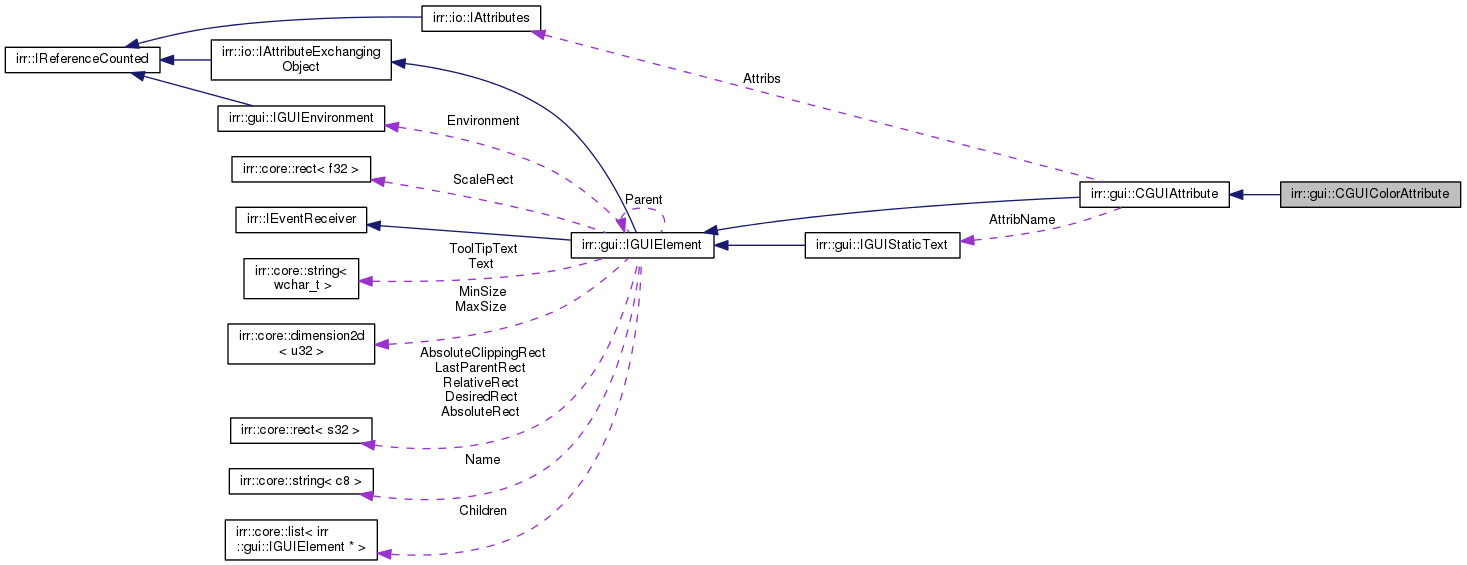 irr::io::IAttributes
irr::IReferenceCounted
irr::io::IAttributeExchanging
Object
Attribs
irr::gui::IGUIEnvironment
Environment
irr::core::rect< f32 >
ScaleRect
Parent
irr::gui::CGUIAttribute
irr::gui::CGUIColorAttribute
irr::IEventReceiver
AttribName
irr::gui::IGUIElement
irr::gui::IGUIStaticText
ToolTipText
Text
irr::core::string<
wchar_t >
MinSize
MaxSize
irr::core::dimension2d
< u32 >
AbsoluteClippingRect
LastParentRect
RelativeRect
DesiredRect
AbsoluteRect
irr::core::rect< s32 >
Name
irr::core::string< c8 >
Children
irr::core::list< irr
::gui::IGUIElement * >